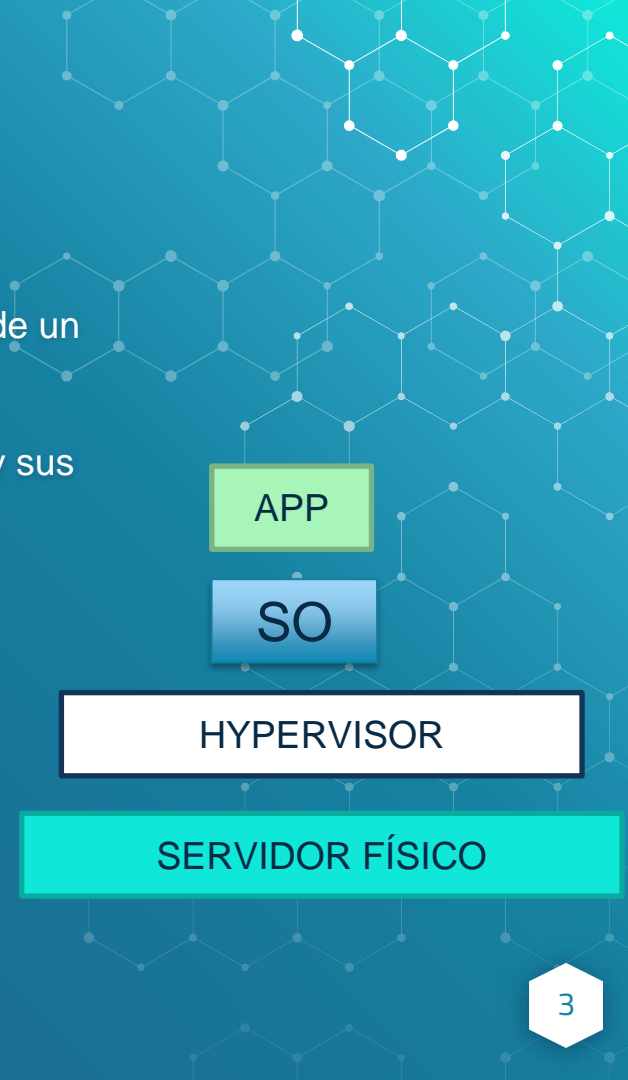 de un
y sus
APP
SO
HYPERVISOR
SERVIDOR FÍSICO
3